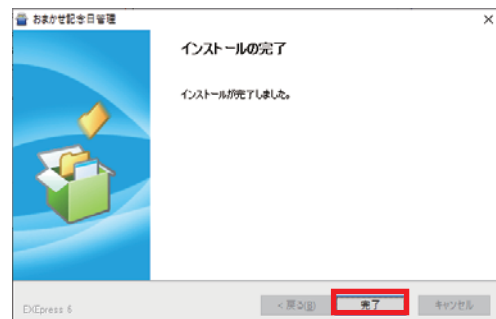 おまかせ記念日管理
インストールの完了
インストールが完了しました。
EXEpress 6
< 戻る(B)
完了
キャンセル